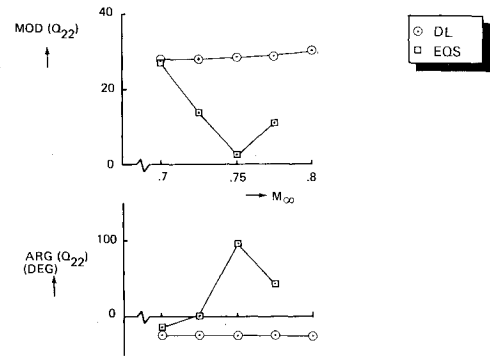 MOD (Q22)
40
20
0
.7
.75
.8
M∞
DL
EQS
ARG (Q22)
(DEG)
100
0